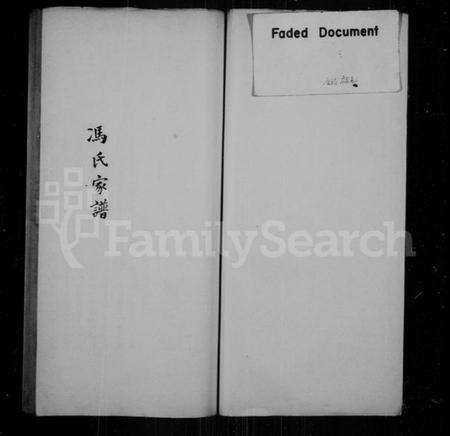 馮氏家譜
Faded Document
FamilySearch